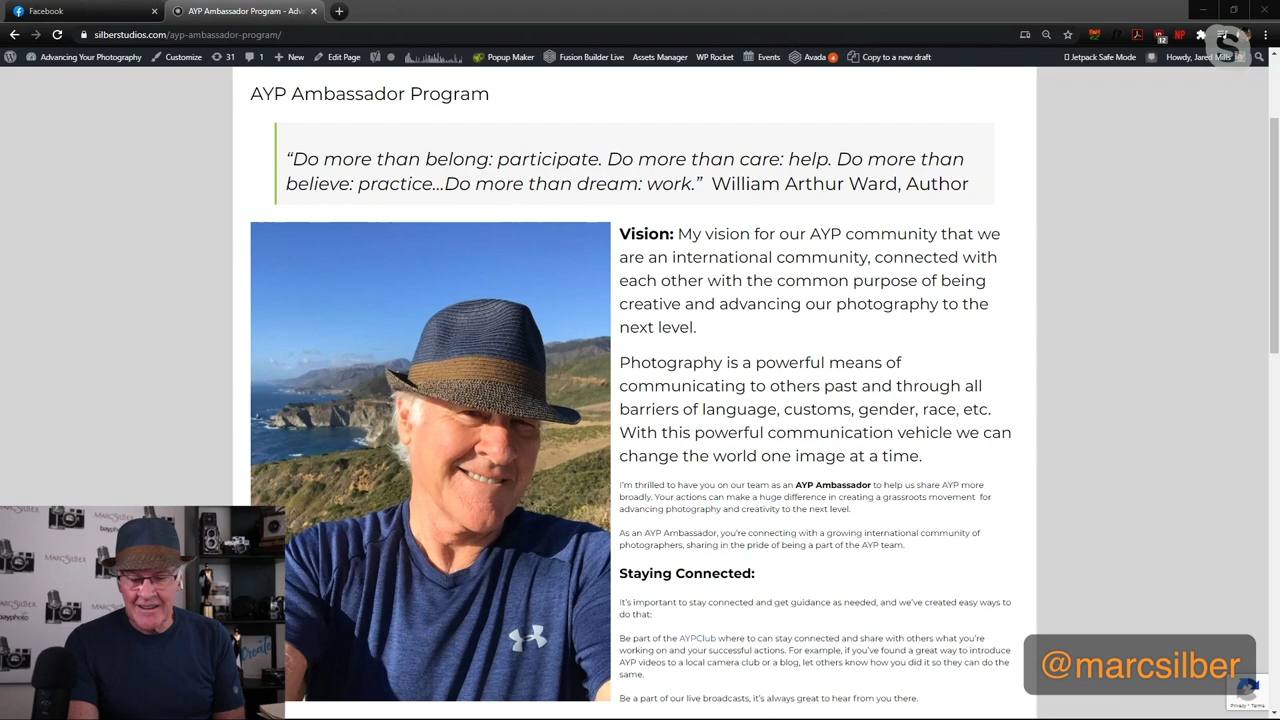 Facebook
AYP Ambassador Program - Adv
silberstudios.com/ayp-ambassador-program/
Advancing Your Photography
Customize
31
1
New
Edit Page
Popup Maker
Fusion Builder Live
Assets Manager
WP Rocket
Events
Avada 4
Copy to a new draft
Jetpack Safe Mode
Howdy, Jared Mills
AYP Ambassador Program
“Do more than belong: participate. Do more than care: help. Do more than
believe: practice...Do more than dream: work.” William Arthur Ward, Author
Vision: My vision for our AYP community that we
are an international community, connected with
each other with the common purpose of being
creative and advancing our photography to the
next level.
Photography is a powerful means of
communicating to others past and through all
barriers of language, customs, gender, race, etc.
With this powerful communication vehicle we can
change the world one image at a time.
I’m thrilled to have you on our team as an AYP Ambassador to help us share AYP more
broadly. Your actions can make a huge difference in creating a grassroots movement for
advancing photography and creativity to the next level.
As an AYP Ambassador, you’re connecting with a growing international community of
photographers, sharing in the pride of being a part of the AYP team.
Staying Connected:
It’s important to stay connected and get guidance as needed, and we’ve created easy ways to
do that:
Be part of the AYPClub where to can stay connected and share with others what you’re
working on and your successful actions. For example, if you’ve found a great way to introduce
AYP videos to a local camera club or a blog, let others know how you did it so they can do the
same.
Be a part of our live broadcasts, it’s always great to hear from you there.
@marcsilber
Privacy - Terms
MARCSILBER
bayphoto
MARCSILBER
Create